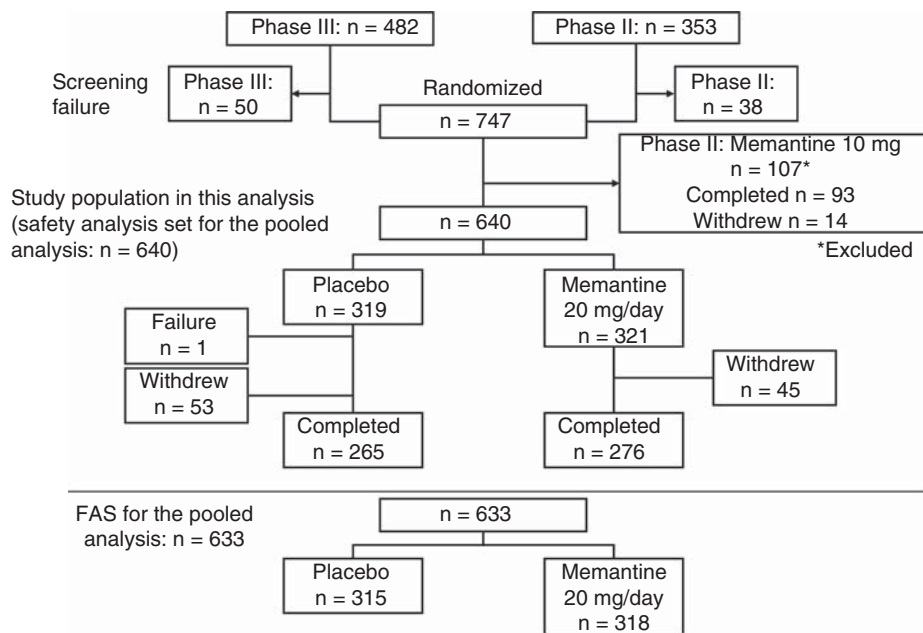 Phase III: n = 482
Phase II: n = 353
Screening
failure
Phase III:
n = 50
Randomized
Phase II:
n = 38
n = 747
Phase II: Memantine 10 mg
n = 107*
Completed = 93
Withdrew n = 14
*Excluded
Study population in this analysis
(safety analysis set for the pooled
analysis: n = 640)
n = 640
Placebo
n = 319
Memantine
20 mg/day
n = 321
Failure
n = 1
Withdrew
n = 53
Withdrew
n = 45
Completed
n = 265
Completed
n = 276
FAS for the pooled
analysis: n = 633
n = 633
Placebo
n = 315
Memantine
20 mg/day
n = 318